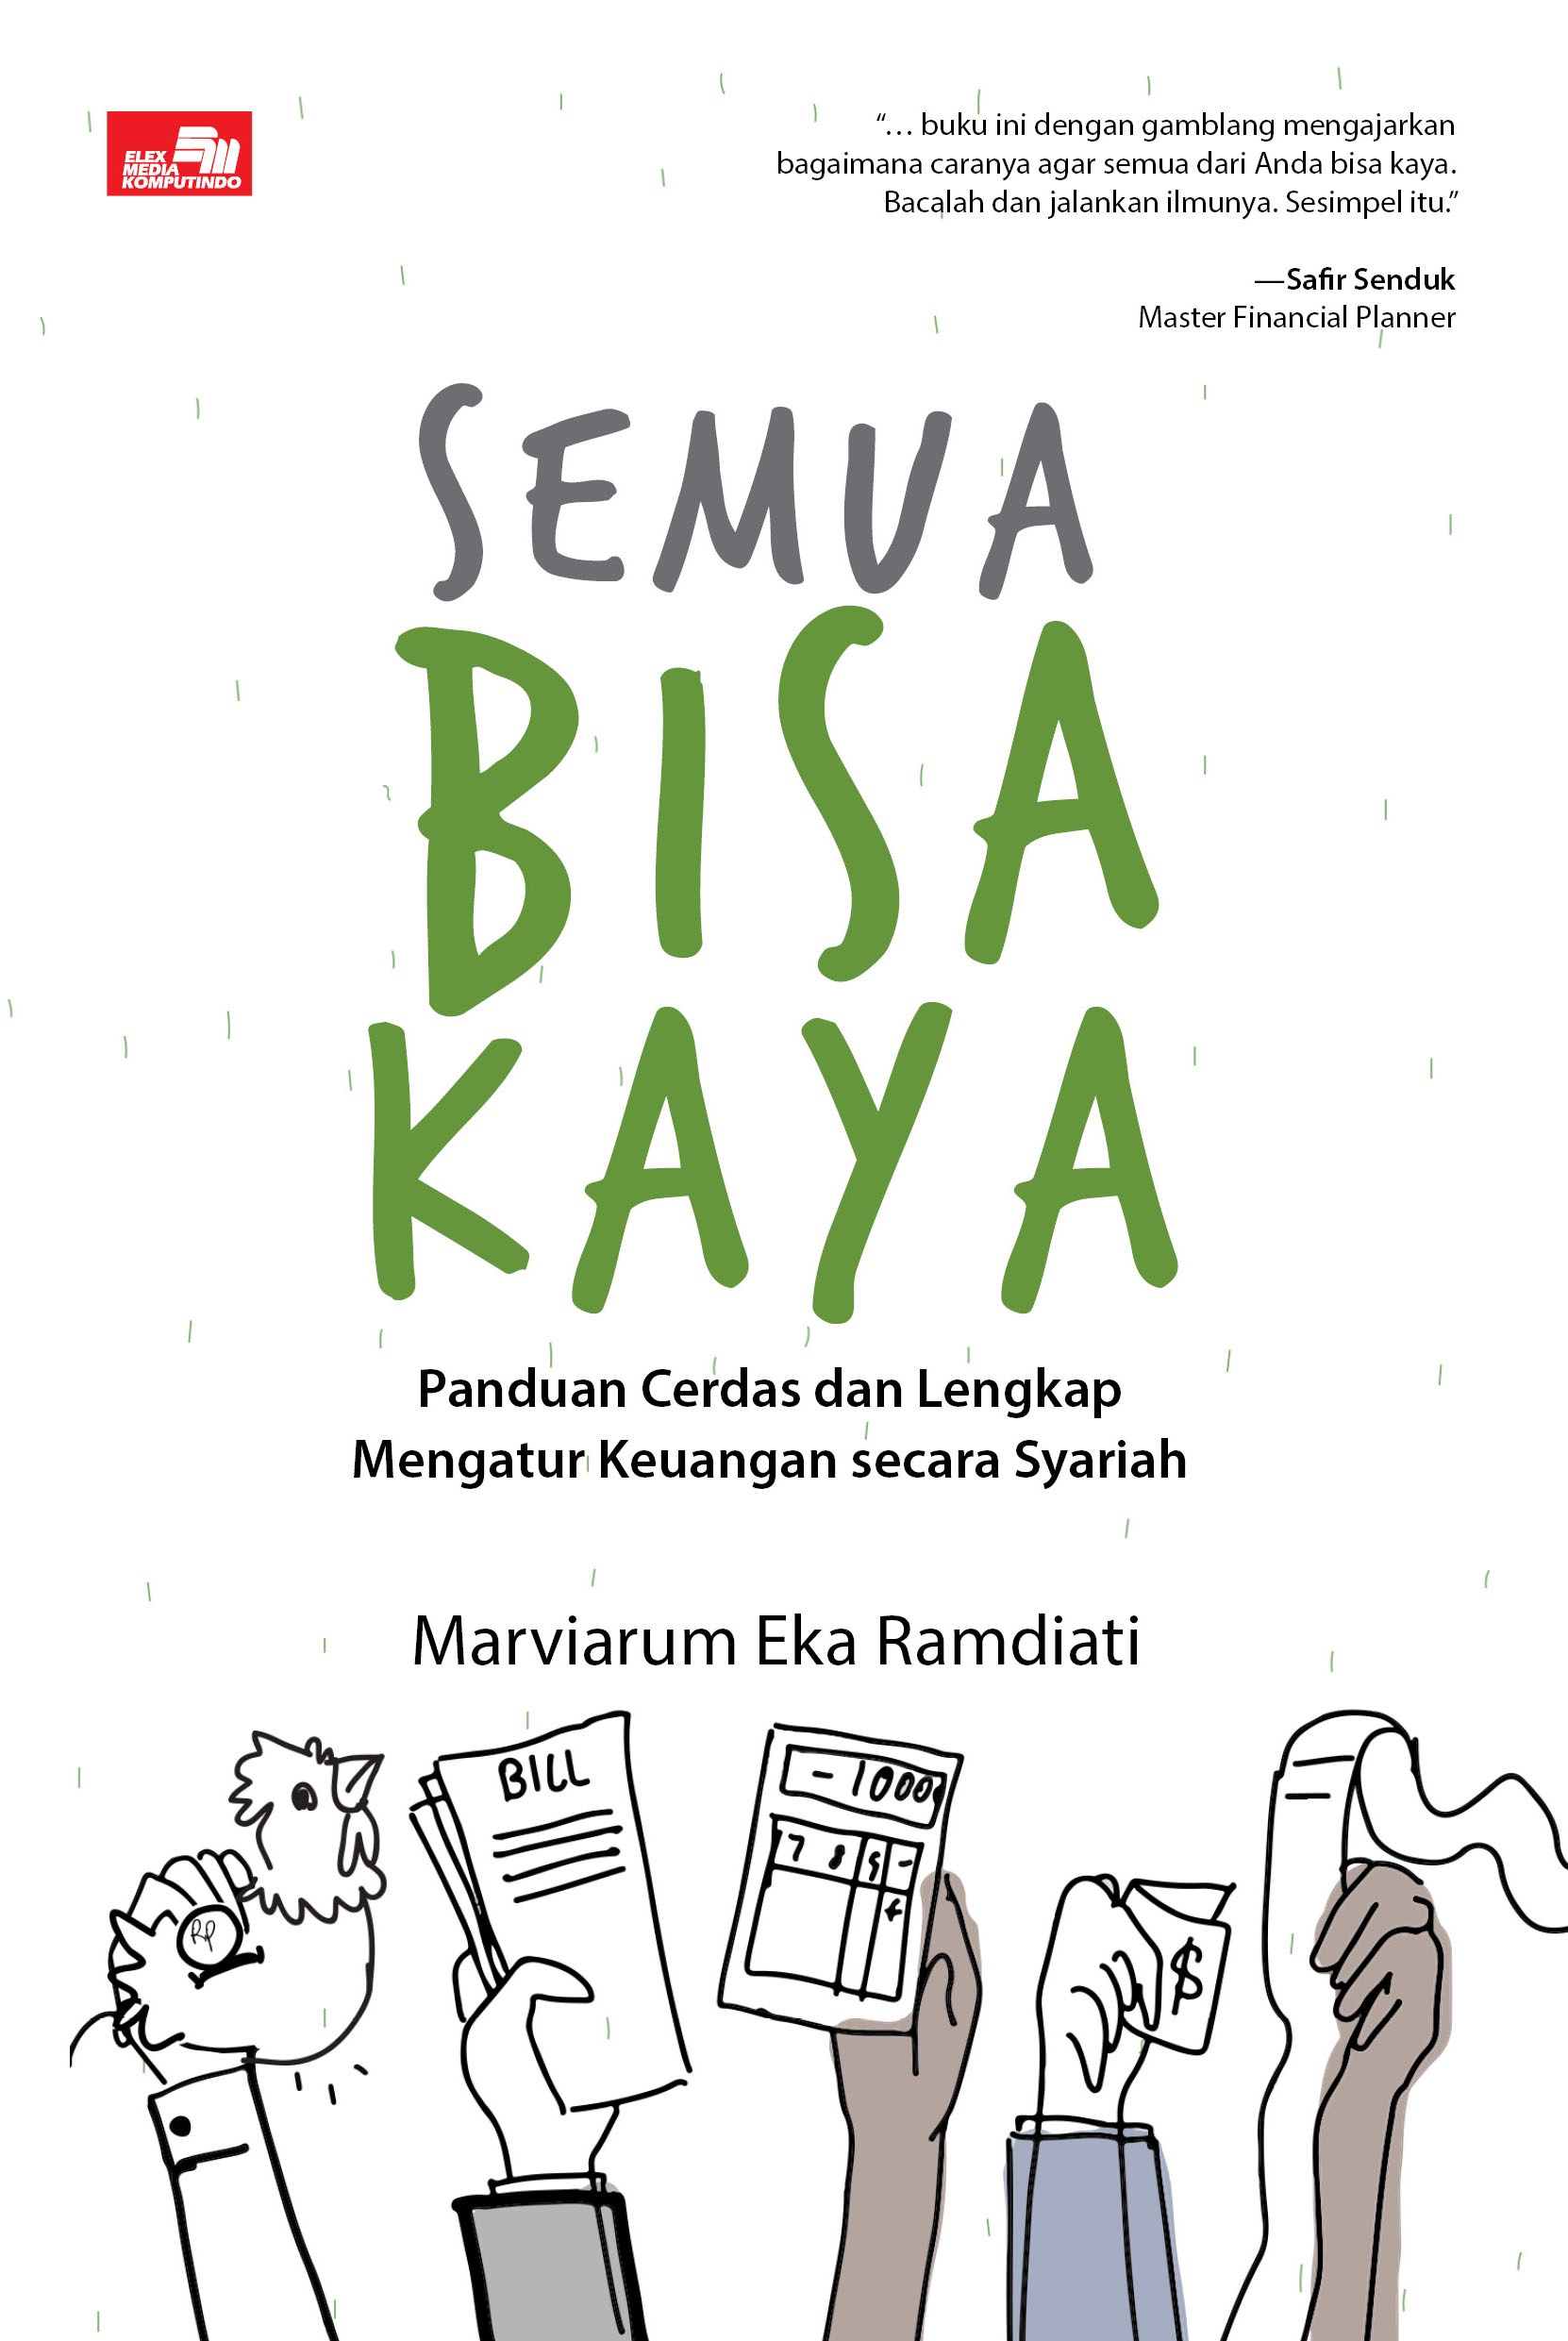 ELEX
MEDIA
KOMPUTINDO
“... buku ini dengan gamblang mengajarkan
bagaimana caranya agar semua dari Anda bisa kaya.
Bacalah dan jalankan ilmunya. Sesimpel itu.”
—Safir Senduk
Master Financial Planner
SEMUA
BISA
KAYA
Panduan Cerdas dan Lengkap
Mengatur Keuangan secara Syariah
Marviarum Eka Ramdiati
BILL
-1000
7 8 9 -
+
RP
$